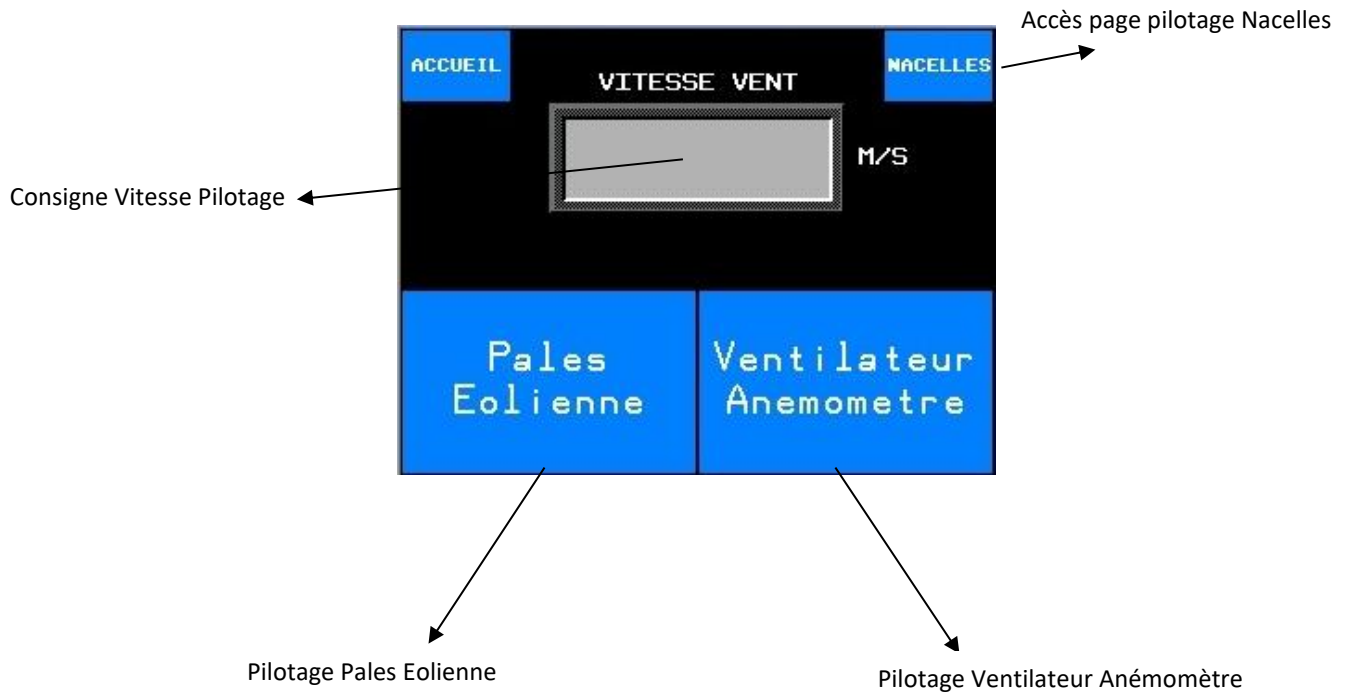 Accès page pilotage Nacelles
ACCUEIL
NACELLES
VITESSE VENT
M/S
Consigne Vitesse Pilotage
Pales
Eolienne
Ventilateur
Anemometre
Pilotage Pales Eolienne
Pilotage Ventilateur Anémomètre